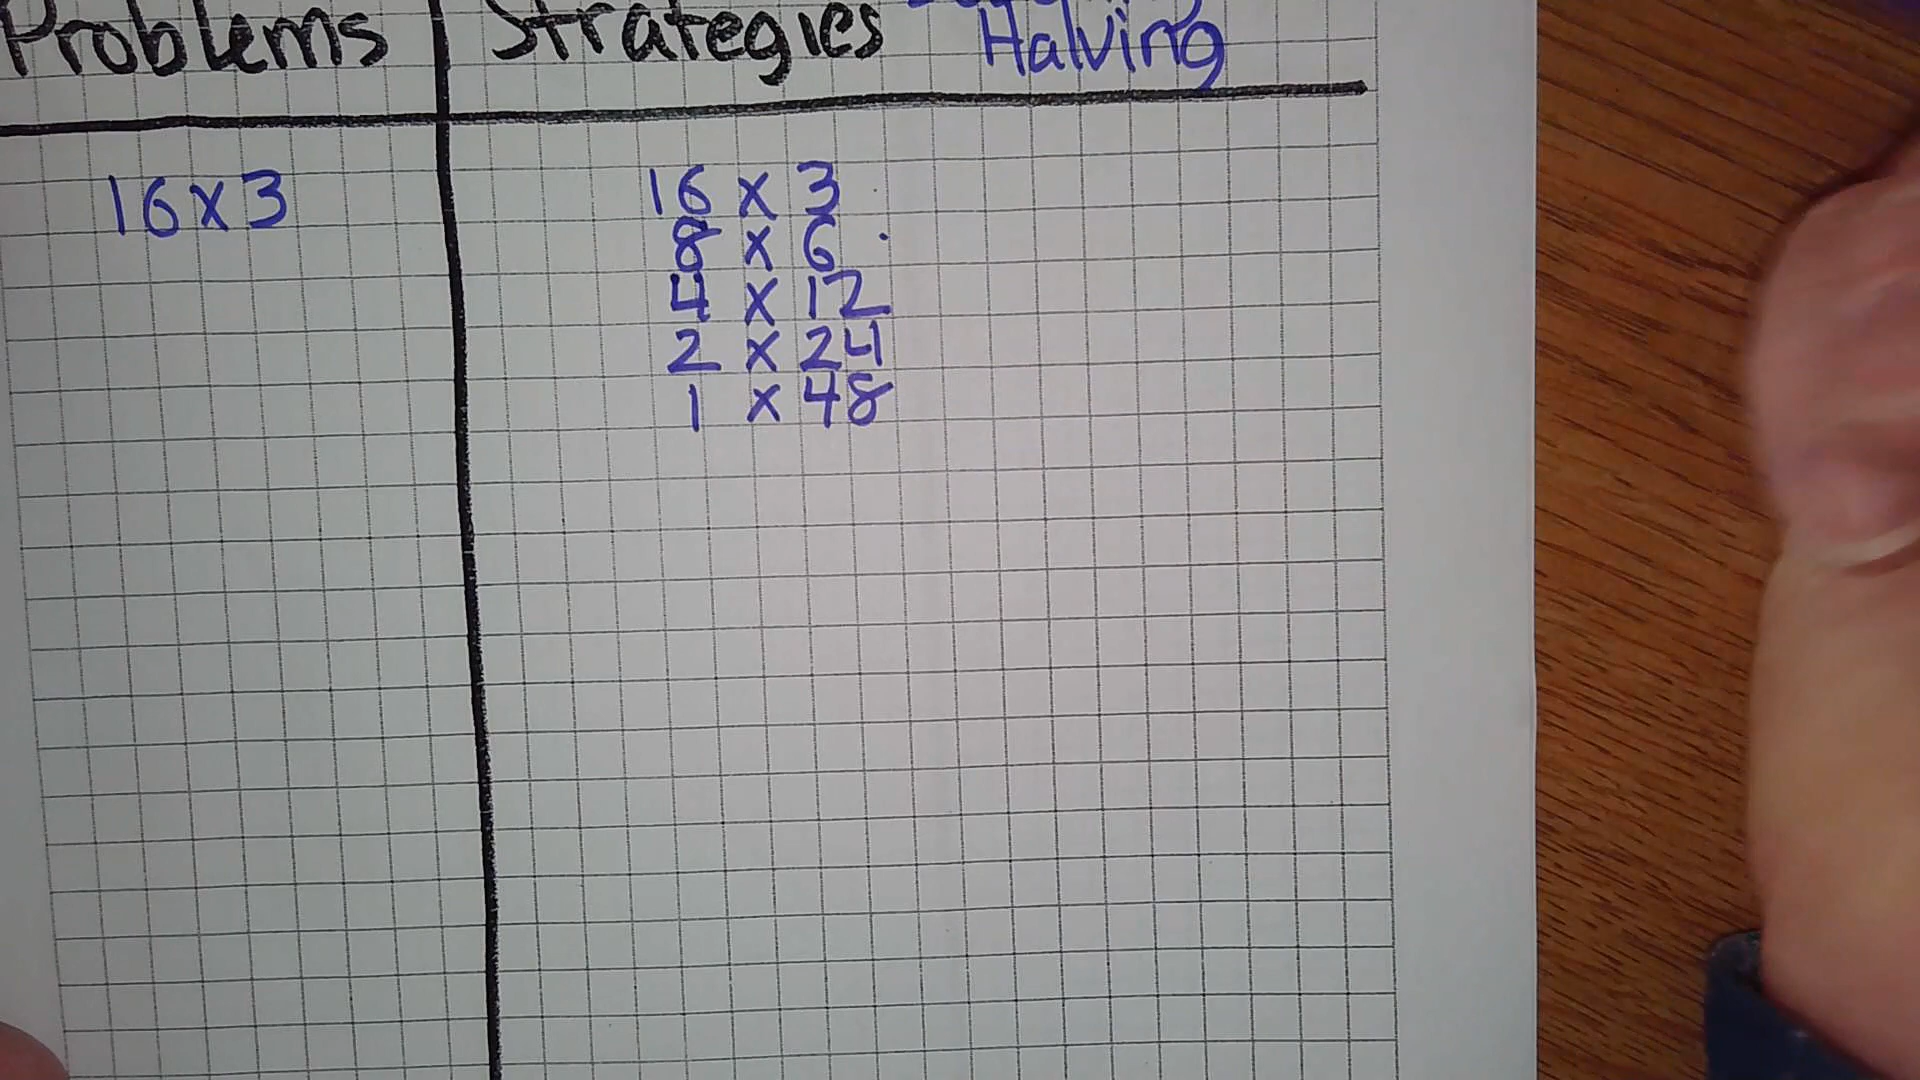 Problems Strategies
Halving
16 x 3
16 x 3
8 x 6
4 x 12
2 x 24
1 x 48